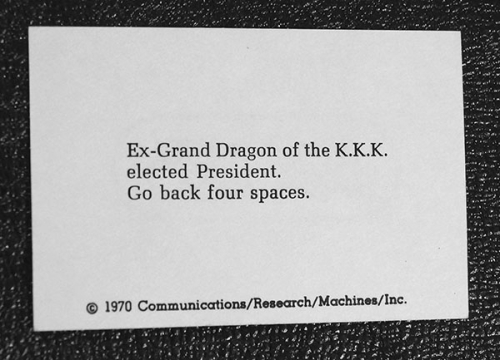 Ex-Grand Dragon of the K.K.K.
elected President.
Go back four spaces.
© 1970 Communications/Research/Machines/Inc.